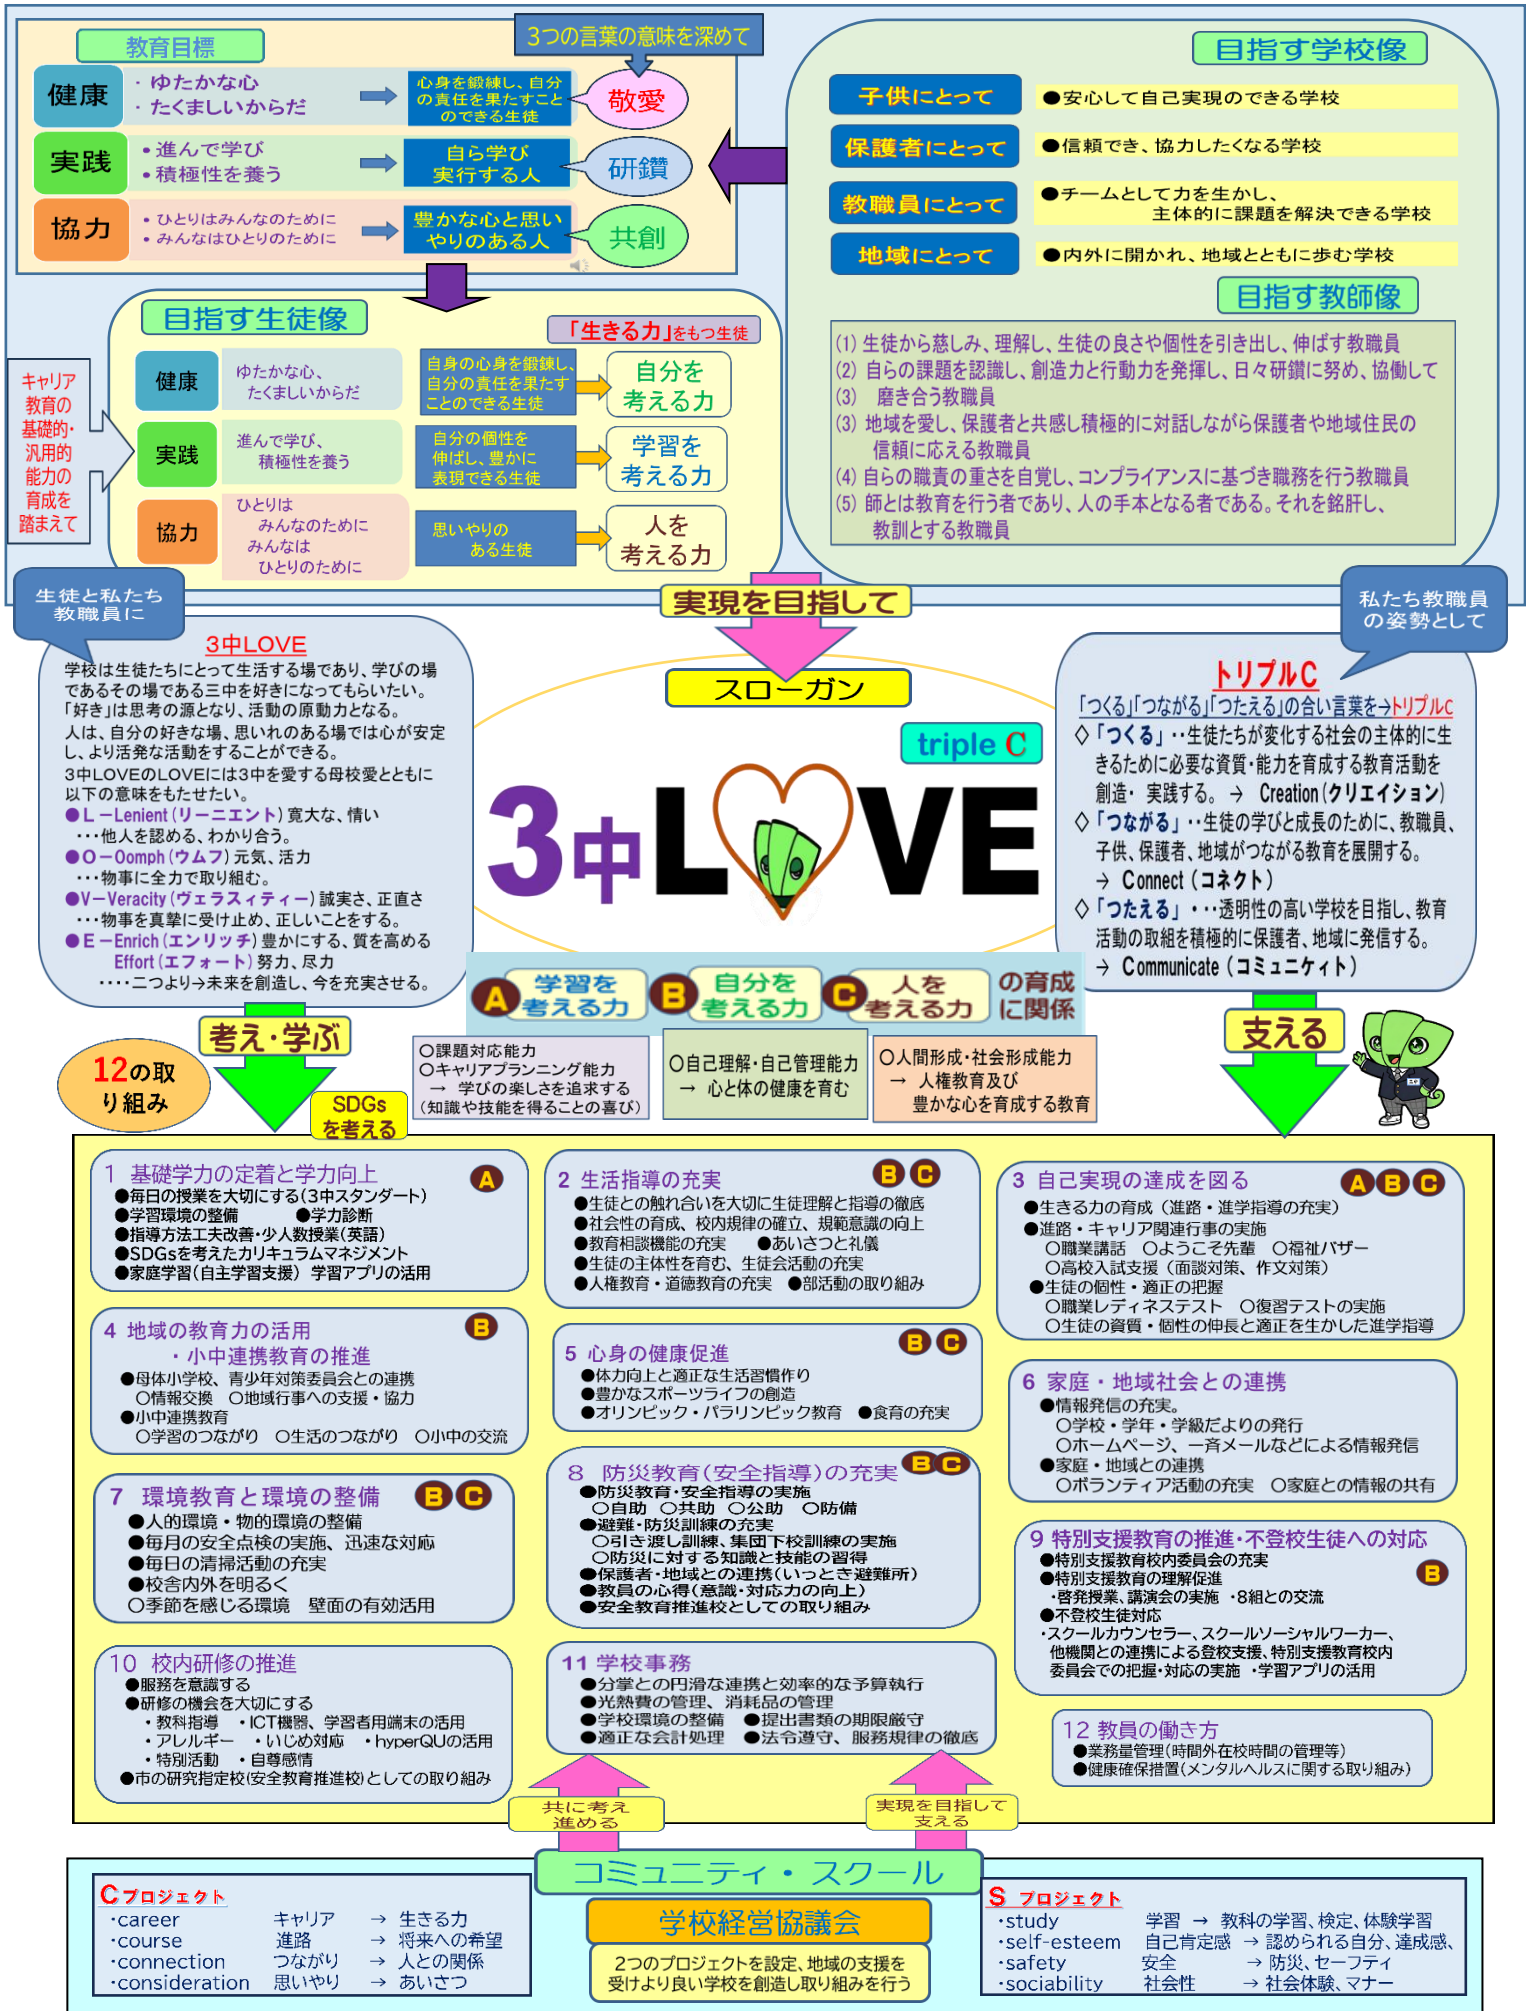 教育目標
3つの言葉の意味を深めて
健康
・ゆたかな心
・たくましいからだ
心身を鍛練し、自分
の責任を果たすこと
のできる生徒
敬愛
実践
・進んで学び
・積極性を養う
自ら学び
実行する人
研鑽
協力
・ひとりはみんなのために
・みんなはひとりのために
豊かな心と思い
やりのある人
共創
目指す学校像
子供にとって
●安心して自己実現のできる学校
保護者にとって
●信頼でき、協力したくなる学校
教職員にとって
●チームとして力を生かし、
主体的に課題を解決できる学校
地域にとって
●内外に開かれ、地域とともに歩む学校
目指す教師像
(1) 生徒から慈しみ、理解し、生徒の良さや個性を引き出し、伸ばす教職員
(2) 自らの課題を認識し、創造力と行動力を発揮し、日々研鑽に努め、協働して
(3) 磨き合う教職員
(3) 地域を愛し、保護者と共感し積極的に対話しながら保護者や地域住民の
信頼に応える教職員
(4) 自らの職責の重さを自覚し、コンプライアンスに基づき職務を行う教職員
(5) 師とは教育を行う者であり、人の手本となる者である。それを銘肝し、
教訓とする教職員
目指す生徒像
「生きる力」をもつ生徒
キャリア
教育の
基礎的・
汎用的
能力の
育成を
踏まえて
健康
ゆたかな心、
たくましいからだ
自身の心身を鍛錬し、
自分の責任を果たす
ことのできる生徒
自分を
考える力
実践
進んで学び、
積極性を養う
自分の個性を
伸ばし、豊かに
表現できる生徒
学習を
考える力
協力
ひとりは
みんなのために
みんなは
ひとりのために
思いやりの
ある生徒
人を
考える力
実現を目指して
生徒と私たち
教職員に
3中LOVE
学校は生徒たちにとって生活する場であり、学びの場
であるその場である三中を好きになってもらいたい。
「好き」は思考の源となり、活動の原動力となる。
人は、自分の好きな場、思いれのある場では心が安定
し、より活発な活動をすることができる。
3中LOVEのLOVEには3中を愛する母校愛とともに
以下の意味をもたせたい。
●L－Lenient(リーニエント) 寛大な、情い
・・・他人を認める、わかり合う。
●O－Oomph(ウムフ) 元気、活力
・・・物事に全力で取り組む。
●V－Veracity(ヴェラスィティー) 誠実さ、正直さ
・・・物事を真摯に受け止め、正しいことをする。
●E－Enrich(エンリッチ) 豊かにする、質を高める
Effort(エフォート) 努力、尽力
・・・・二つより→未来を創造し、今を充実させる。
スローガン
triple C
3中LOVE
私たち教職員
の姿勢として
トリプルC
「つくる」「つながる」「つたえる」の合い言葉を→トリプルC
◇「つくる」・・生徒たちが変化する社会の主体的に生
きるために必要な資質・能力を育成する教育活動を
創造・ 実践する。 → Creation(クリエイション)
◇「つながる」・・生徒の学びと成長のために、教職員、
子供、保護者、地域がつながる教育を展開する。
→ Connect (コネクト)
◇「つたえる」・・・透明性の高い学校を目指し、教育
活動の取組を積極的に保護者、地域に発信する。
→ Communicate (コミュニケィト)
A 学習を考える力 B 自分を考える力 C 人を考える力 の育成に関係
考え・学ぶ
12の取
り組み
SDGs
を考える
○課題対応能力
○キャリアプランニング能力
→ 学びの楽しさを追求する
(知識や技能を得ることの喜び)
○自己理解・自己管理能力
→ 心と体の健康を育む
○人間形成・社会形成能力
→ 人権教育及び
豊かな心を育成する教育
支える
三中
1 基礎学力の定着と学力向上 A
●毎日の授業を大切にする(3中スタンダート)
●学習環境の整備 ●学力診断
●指導方法工夫改善・少人数授業(英語)
●SDGsを考えたカリキュラムマネジメント
●家庭学習(自主学習支援) 学習アプリの活用
2 生活指導の充実 B C
●生徒との触れ合いを大切に生徒理解と指導の徹底
●社会性の育成、校内規律の確立、規範意識の向上
●教育相談機能の充実 ●あいさつと礼儀
●生徒の主体性を育む、生徒会活動の充実
●人権教育・道徳教育の充実 ●部活動の取り組み
3 自己実現の達成を図る A B C
●生きる力の育成（進路・進学指導の充実）
●進路・キャリア関連行事の実施
○職業講話 ○ようこそ先輩 ○福祉バザー
○高校入試支援（面談対策、作文対策）
●生徒の個性・適正の把握
○職業レディネステスト ○復習テストの実施
○生徒の資質・個性の伸長と適正を生かした進学指導
4 地域の教育力の活用 B
・小中連携教育の推進
●母体小学校、青少年対策委員会との連携
○情報交換 ○地域行事への支援・協力
●小中連携教育
○学習のつながり ○生活のつながり ○小中の交流
5 心身の健康促進 B C
●体力向上と適正な生活習慣作り
●豊かなスポーツライフの創造
●オリンピック・パラリンピック教育 ●食育の充実
6 家庭・地域社会との連携
●情報発信の充実。
○学校・学年・学級だよりの発行
○ホームページ、一斉メールなどによる情報発信
●家庭・地域との連携
○ボランティア活動の充実 ○家庭との情報の共有
7 環境教育と環境の整備 B C
●人的環境・物的環境の整備
●毎月の安全点検の実施、迅速な対応
●毎日の清掃活動の充実
●校舎内外を明るく
○季節を感じる環境 壁面の有効活用
8 防災教育(安全指導)の充実 B C
●防災教育・安全指導の実施
○自助 ○共助 ○公助 ○防備
●避難・防災訓練の充実
○引き渡し訓練、集団下校訓練の実施
○防災に対する知識と技能の習得
●保護者・地域との連携(いっとき避難所)
●教員の心得(意識・対応力の向上)
●安全教育推進校としての取り組み
9 特別支援教育の推進・不登校生徒への対応
●特別支援教育校内委員会の充実
●特別支援教育の理解促進 B
・啓発授業、講演会の実施 ・8組との交流
●不登校生徒対応
・スクールカウンセラー、スクールソーシャルワーカー、
他機関との連携による登校支援、特別支援教育校内
委員会での把握・対応の実施 ・学習アプリの活用
10 校内研修の推進
●服務を意識する
●研修の機会を大切にする
・教科指導 ・ICT機器、学習者用端末の活用
・アレルギー ・いじめ対応 ・hyperQUの活用
・特別活動 ・自尊感情
●市の研究指定校(安全教育推進校)としての取り組み
11 学校事務
●分掌との円滑な連携と効率的な予算執行
●光熱費の管理、消耗品の管理
●学校環境の整備 ●提出書類の期限厳守
●適正な会計処理 ●法令遵守、服務規律の徹底
12 教員の働き方
●業務量管理(時間外在校時間の管理等)
●健康確保措置(メンタルヘルスに関する取り組み)
共に考え
進める
実現を目指して
支える
コミュニティ・スクール
学校経営協議会
2つのプロジェクトを設定、地域の支援を
受けより良い学校を創造し取り組みを行う
Cプロジェクト
・career キャリア → 生きる力
・course 進路 → 将来への希望
・connection つながり → 人との関係
・consideration 思いやり → あいさつ
S プロジェクト
・study 学習 → 教科の学習、検定、体験学習
・self-esteem 自己肯定感 → 認められる自分、達成感、
・safety 安全 → 防災、セーフティ
・sociability 社会性 → 社会体験、マナー